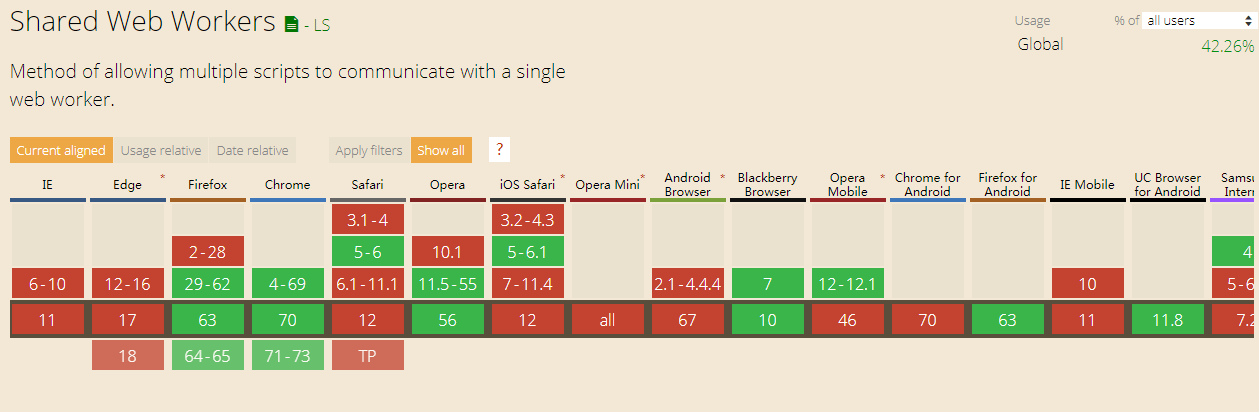 Shared Web Workers - LS
Usage % of all users
Global 42.26%
Method of allowing multiple scripts to communicate with a single
web worker.
Current aligned Usage relative Date relative Apply filters Show all ?
IE Edge * Firefox Chrome Safari Opera iOS Safari * Opera Mini * Android Browser * Blackberry Browser Opera Mobile * Chrome for Android Firefox for Android IE Mobile UC Browser for Android Samsu Intern
3.1-4 3.2-4.3
2-28 5-6 10.1 5-6.1 4
6-10 12-16 29-62 4-69 6.1-11.1 11.5-55 7-11.4 2.1-4.4.4 7 12-12.1 10 5-6
11 17 63 70 12 56 12 all 67 10 46 70 63 11 11.8 7.2
18 64-65 71-73 TP